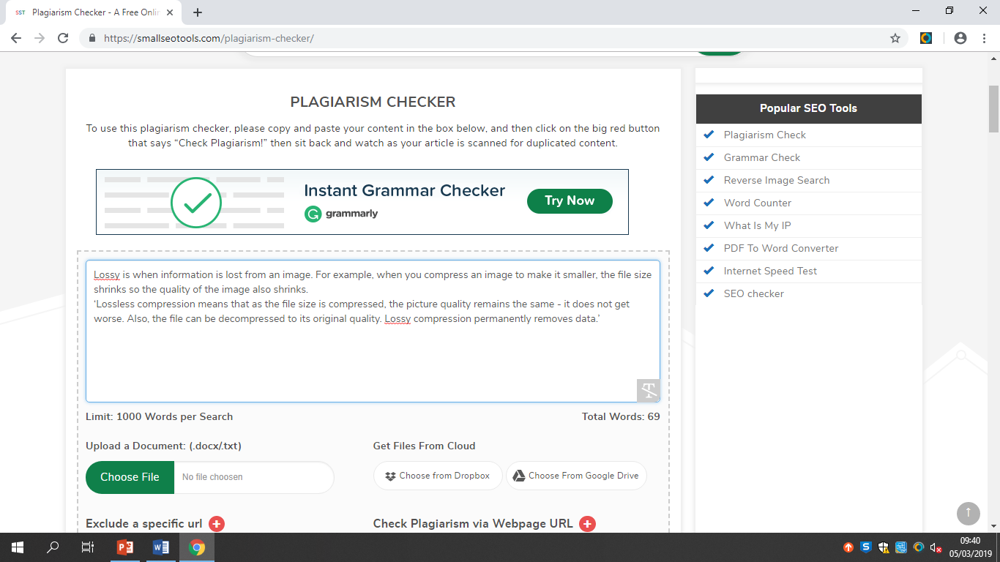 SST Plagiarism Checker - A Free Onlin
https://smallseotools.com/plagiarism-checker/
PLAGIARISM CHECKER
To use this plagiarism checker, please copy and paste your content in the box below, and then click on the big red button
that says “Check Plagiarism!” then sit back and watch as your article is scanned for duplicated content.
Instant Grammar Checker
grammarly
Try Now
Lossy is when information is lost from an image. For example, when you compress an image to make it smaller, the file size
shrinks so the quality of the image also shrinks.
‘Lossless compression means that as the file size is compressed, the picture quality remains the same - it does not get
worse. Also, the file can be decompressed to its original quality. Lossy compression permanently removes data.’
Limit: 1000 Words per Search
Total Words: 69
Upload a Document: (.docx/.txt)
Get Files From Cloud
Choose File
No file choosen
Choose from Dropbox
Choose From Google Drive
Exclude a specific url
Check Plagiarism via Webpage URL
Popular SEO Tools
Plagiarism Check
Grammar Check
Reverse Image Search
Word Counter
What Is My IP
PDF To Word Converter
Internet Speed Test
SEO checker
09:40
05/03/2019